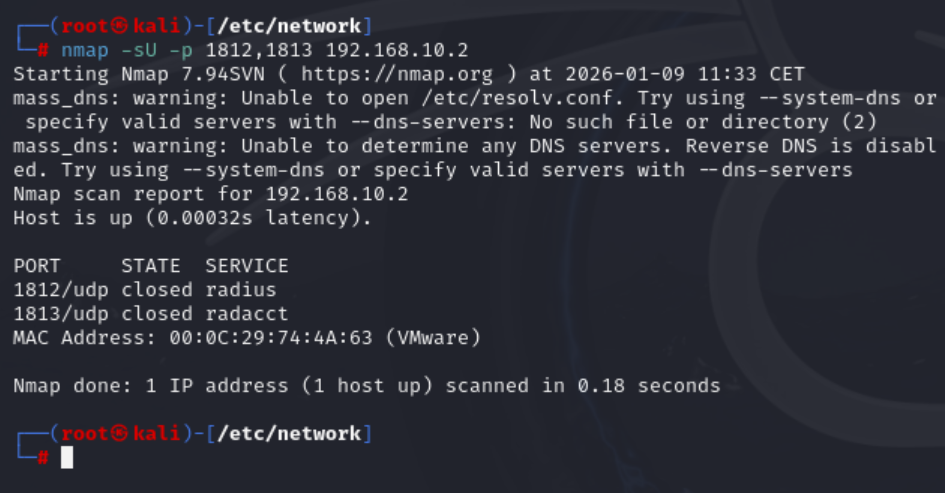 ┌──(root㉿kali)-[/etc/network]
└─# nmap -sU -p 1812,1813 192.168.10.2
Starting Nmap 7.94SVN ( https://nmap.org ) at 2026-01-09 11:33 CET
mass_dns: warning: Unable to open /etc/resolv.conf. Try using --system-dns or
 specify valid servers with --dns-servers: No such file or directory (2)
mass_dns: warning: Unable to determine any DNS servers. Reverse DNS is disabl
ed. Try using --system-dns or specify valid servers with --dns-servers
Nmap scan report for 192.168.10.2
Host is up (0.00032s latency).

PORT     STATE  SERVICE
1812/udp closed radius
1813/udp closed radacct
MAC Address: 00:0C:29:74:4A:63 (VMware)

Nmap done: 1 IP address (1 host up) scanned in 0.18 seconds

┌──(root㉿kali)-[/etc/network]
└─#